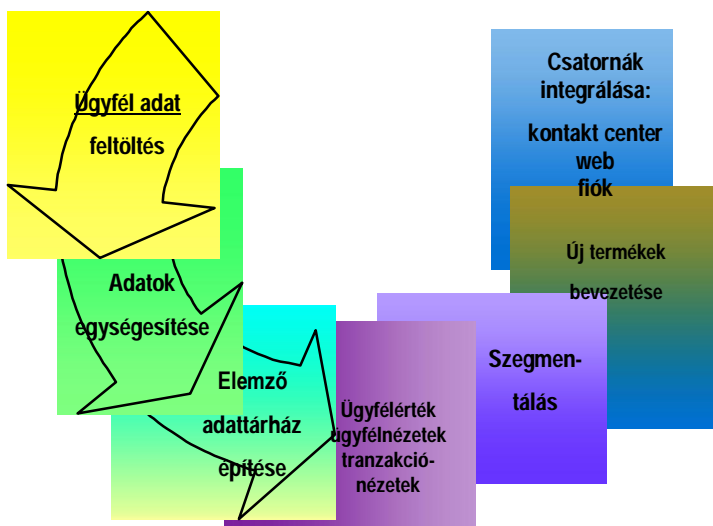 Ügyfél adat
feltöltés
Adatok
egységesítése
Elemző
adattárház
építése
Ügyfélérték
ügyfélnézetek
tranzakció-
nézetek
Szegmen-
tálás
Új termékek
bevezetése
Csatornák
integrálása:
kontakt center
web
fiók